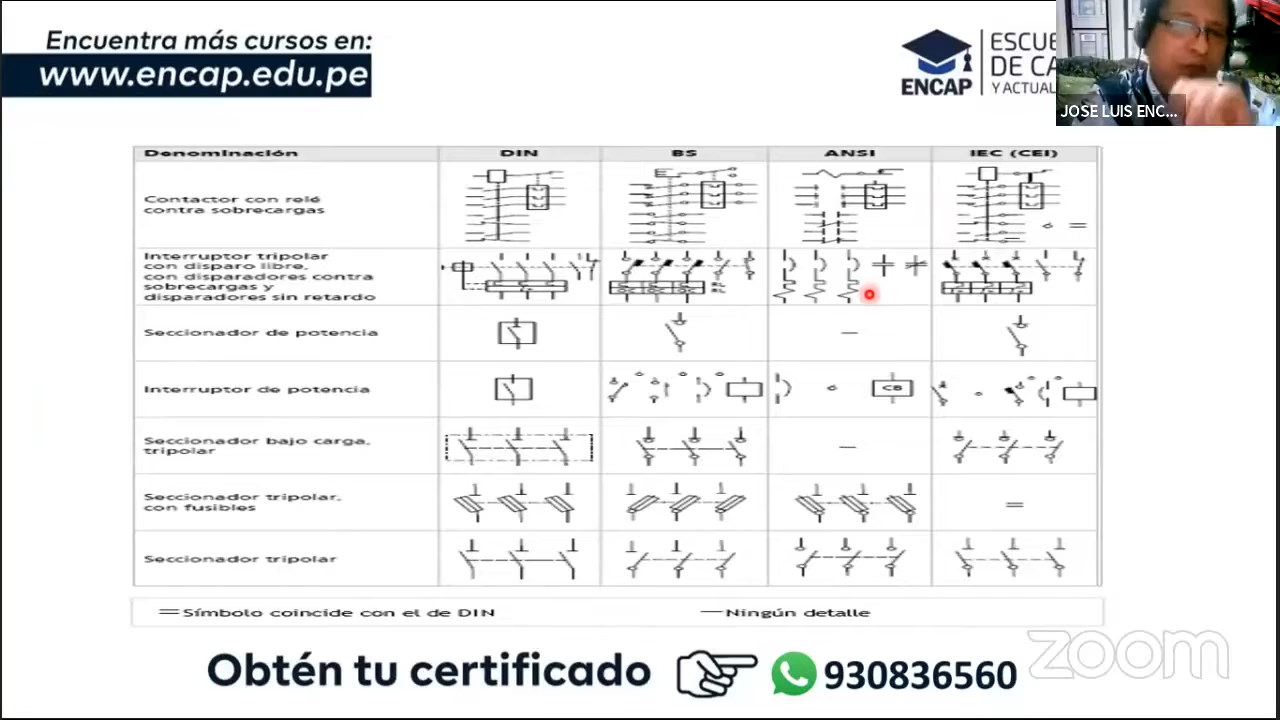 Encuentra más cursos en:
www.encap.edu.pe
ENCAP
ESCUE
DE CA
Y ACTUAL
JOSE LUIS ENC...
Denominación DIN BS ANSI IEC (CEI)
Contactor con relé
contra sobrecargas
o =
Interruptor tripolar
con disparo libre,
con disparadores contra
sobrecargas y
disparadores sin retardo
Seccionador de potencia
—
Interruptor de potencia
o CB o
Seccionador bajo carga,
tripolar
—
Seccionador tripolar,
con fusibles
=
Seccionador tripolar
=Símbolo coincide con el de DIN
—Ningún detalle
Obtén tu certificado
930836560
zoom